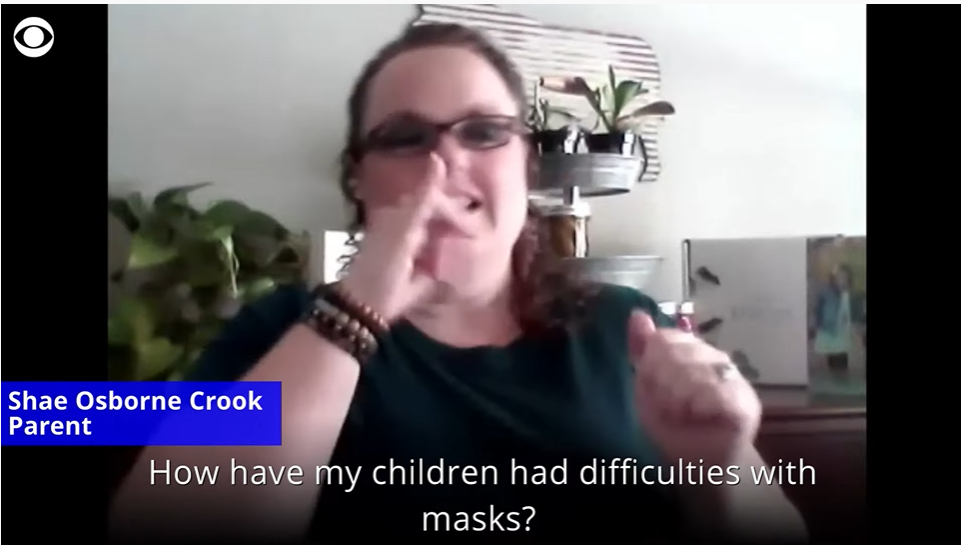 Shae Osborne Crook
Parent
How have my children had difficulties with
masks?